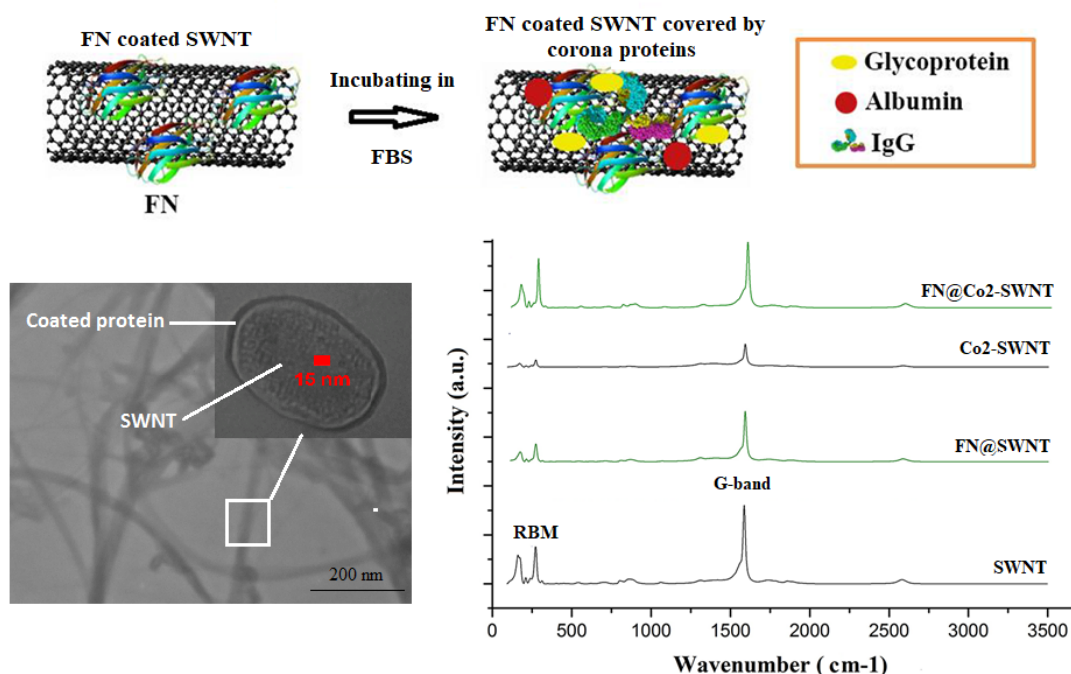 FN coated SWNT
FN
Incubating in
FBS
FN coated SWNT covered by
corona proteins
Glycoprotein
Albumin
IgG
Coated protein
SWNT
15 nm
200 nm
Intensity (a.u.)
FN@Co2-SWNT
Co2-SWNT
FN@SWNT
G-band
RBM
SWNT
0 500 1000 1500 2000 2500 3000 3500
Wavenumber ( cm-1)